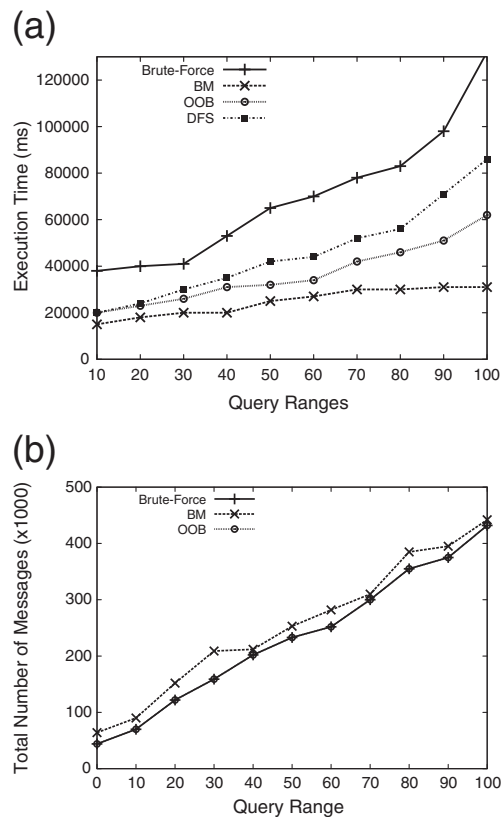 (a)
Execution Time (ms)
120000
100000
80000
60000
40000
20000
0
Brute-Force
BM
OOB
DFS
10 20 30 40 50 60 70 80 90 100
Query Ranges
(b)
Total Number of Messages (x1000)
500
400
300
200
100
0
Brute-Force
BM
OOB
0 10 20 30 40 50 60 70 80 90 100
Query Range